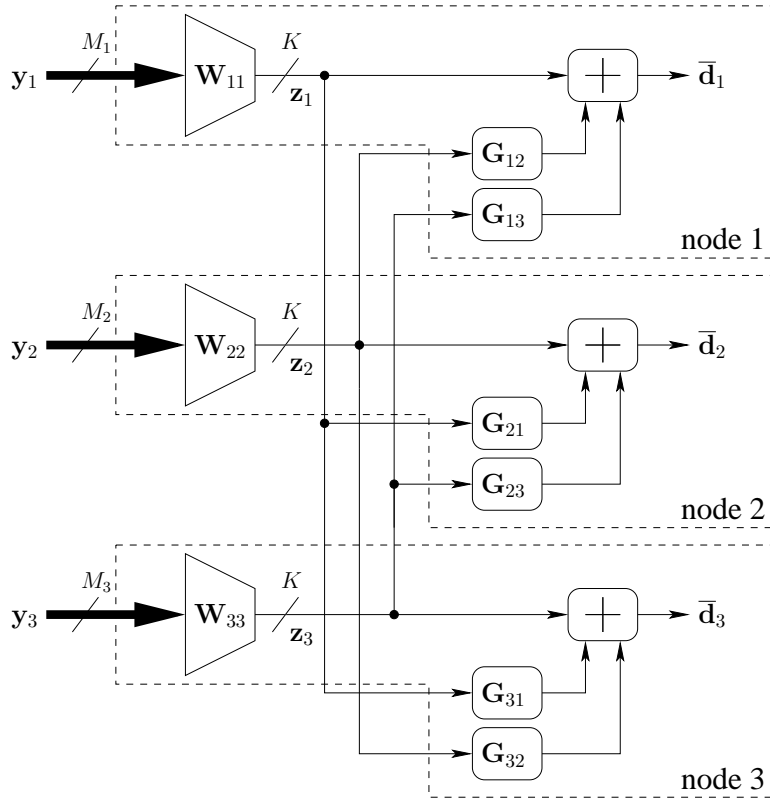 M₁ K
y₁ W₁₁ z₁ + d̅₁
G₁₂
G₁₃
node 1
M₂ K
y₂ W₂₂ z₂ + d̅₂
G₂₁
G₂₃
node 2
M₃ K
y₃ W₃₃ z₃ + d̅₃
G₃₁
G₃₂
node 3